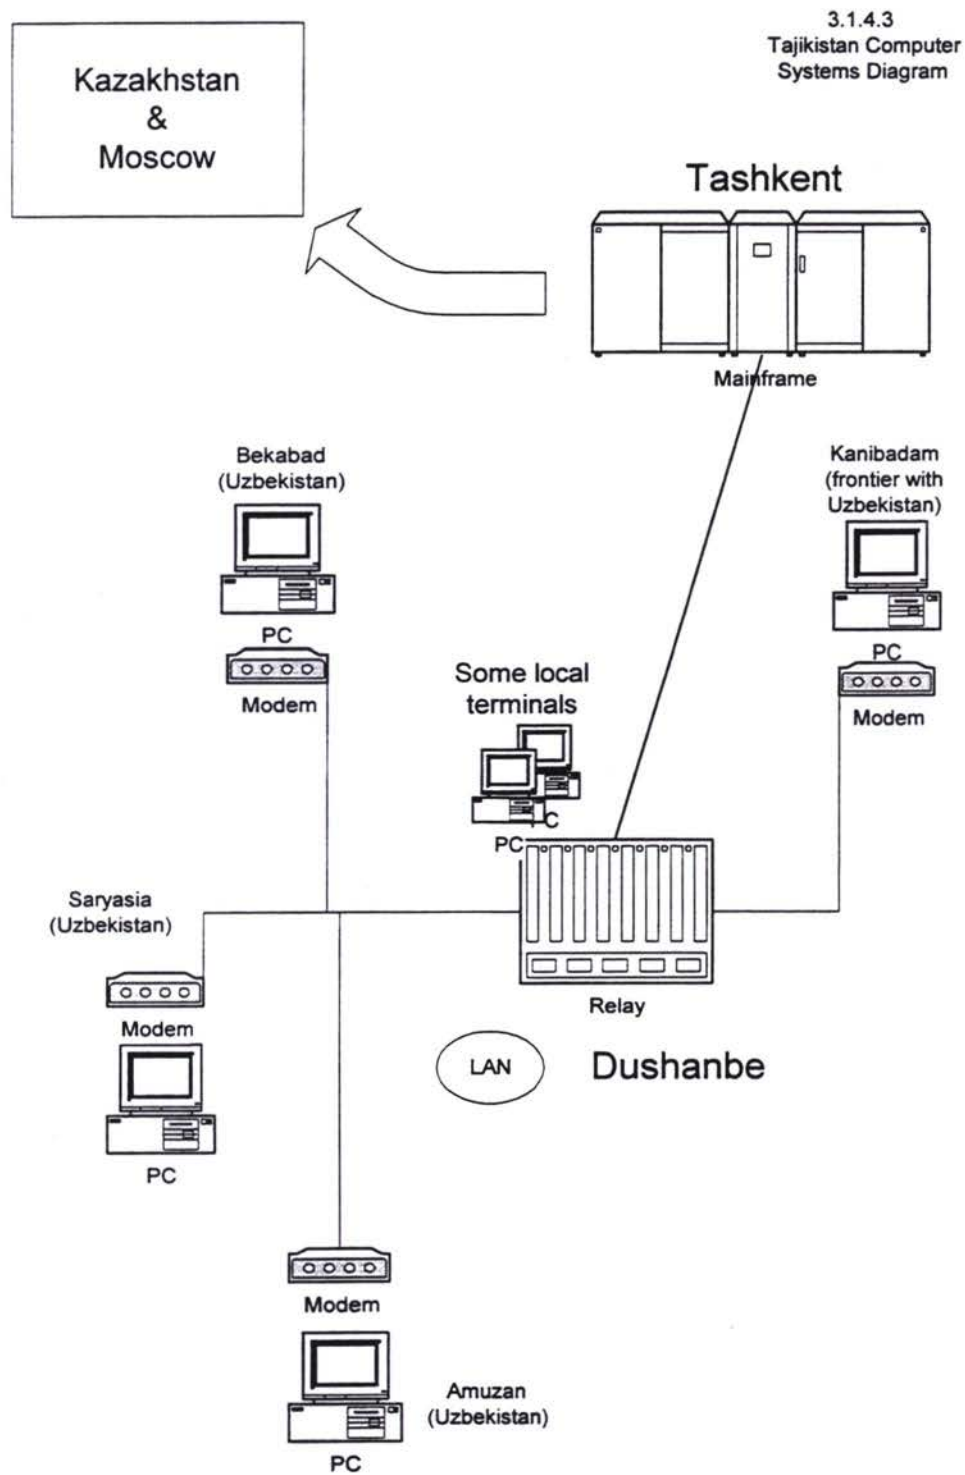 3.1.4.3
Tajikistan Computer
Systems Diagram
Kazakhstan
&
Moscow
Tashkent
Mainframe
Bekabad
(Uzbekistan)
PC
Modem
Kanibadam
(frontier with
Uzbekistan)
PC
Modem
Some local
terminals
PC
PC
Saryasia
(Uzbekistan)
Modem
PC
Relay
LAN
Dushanbe
Modem
Amuzan
(Uzbekistan)
PC